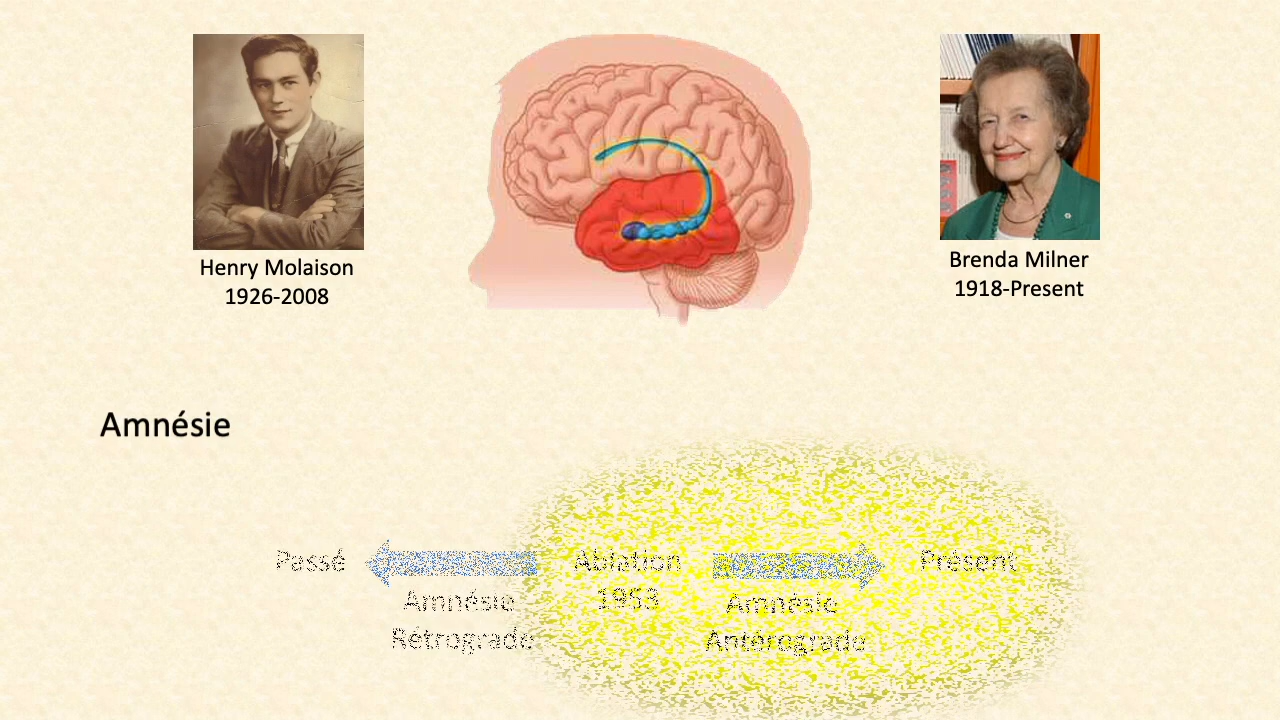 Henry Molaison
1926-2008
Brenda Milner
1918-Present
Amnésie
Passé
Ablation
1953
Présent
Amnésie
Rétrograde
Amnésie
Antérograde